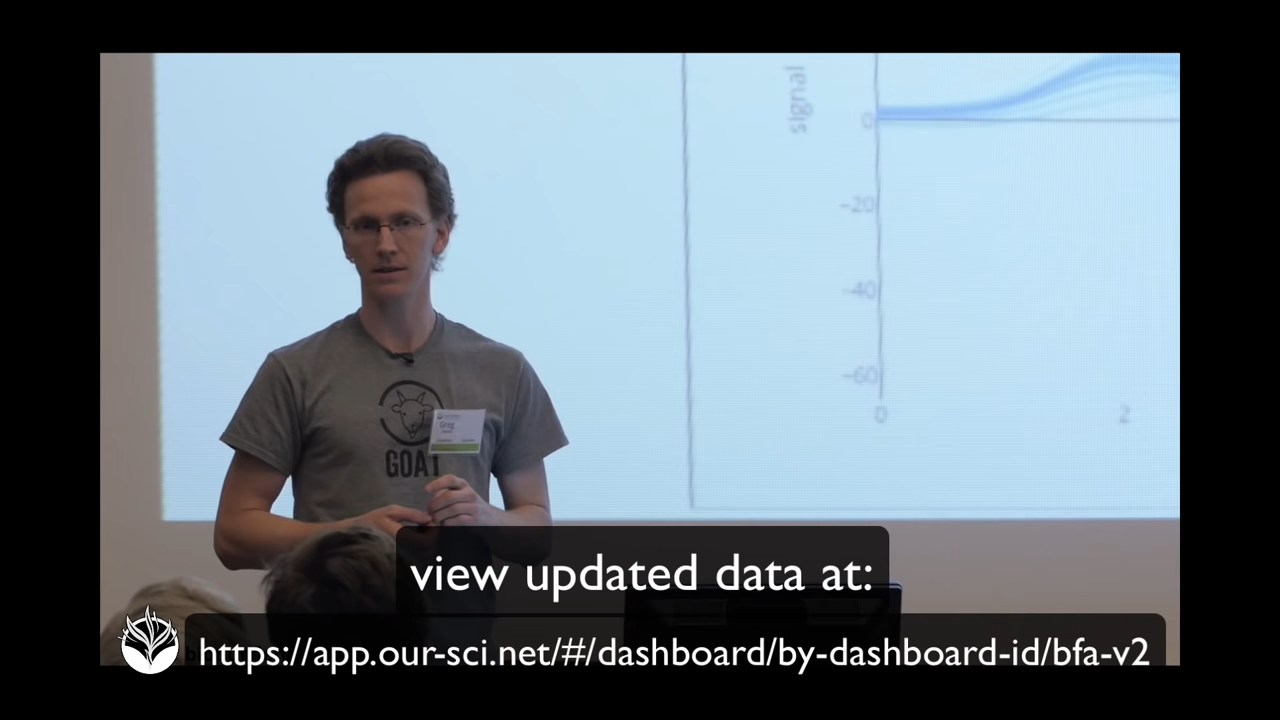 signal
0
-20
-40
-60
0
2
Greg
GOAT
view updated data at:
https://app.our-sci.net/#/dashboard/by-dashboard-id/bfa-v2